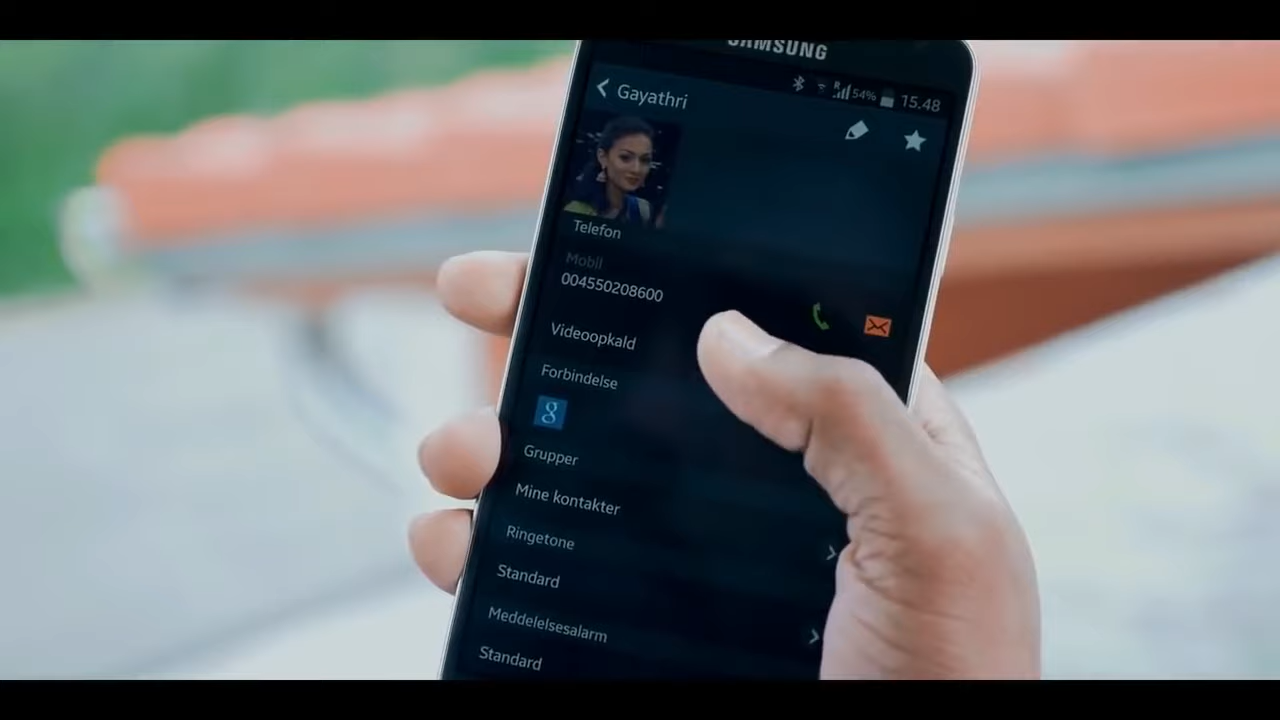 SAMSUNG
R 54% 15.48
Gayathri
Telefon
Mobil
004550208600
Videoopkald
Forbindelse
g
Grupper
Mine kontakter
Ringetone
Standard
Meddelelsesalarm
Standard